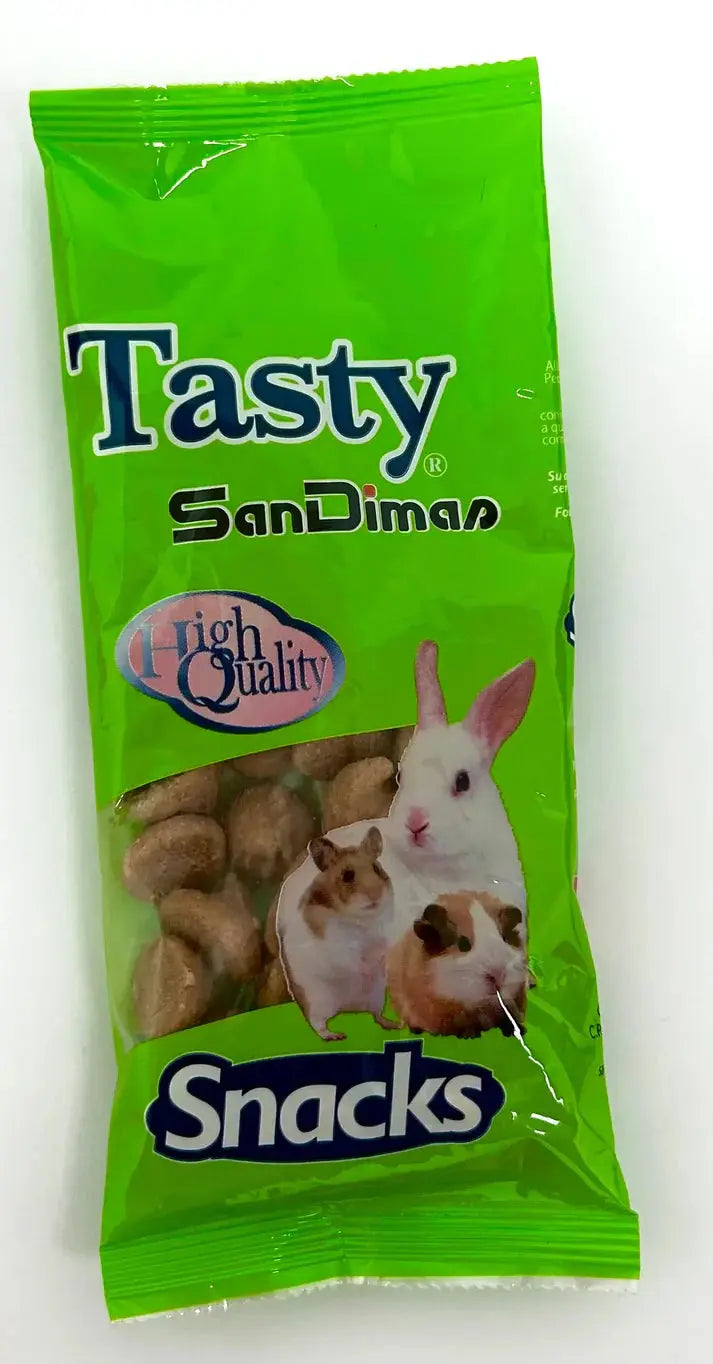 Tasty
®
SanDimas
High
Quality
Snacks